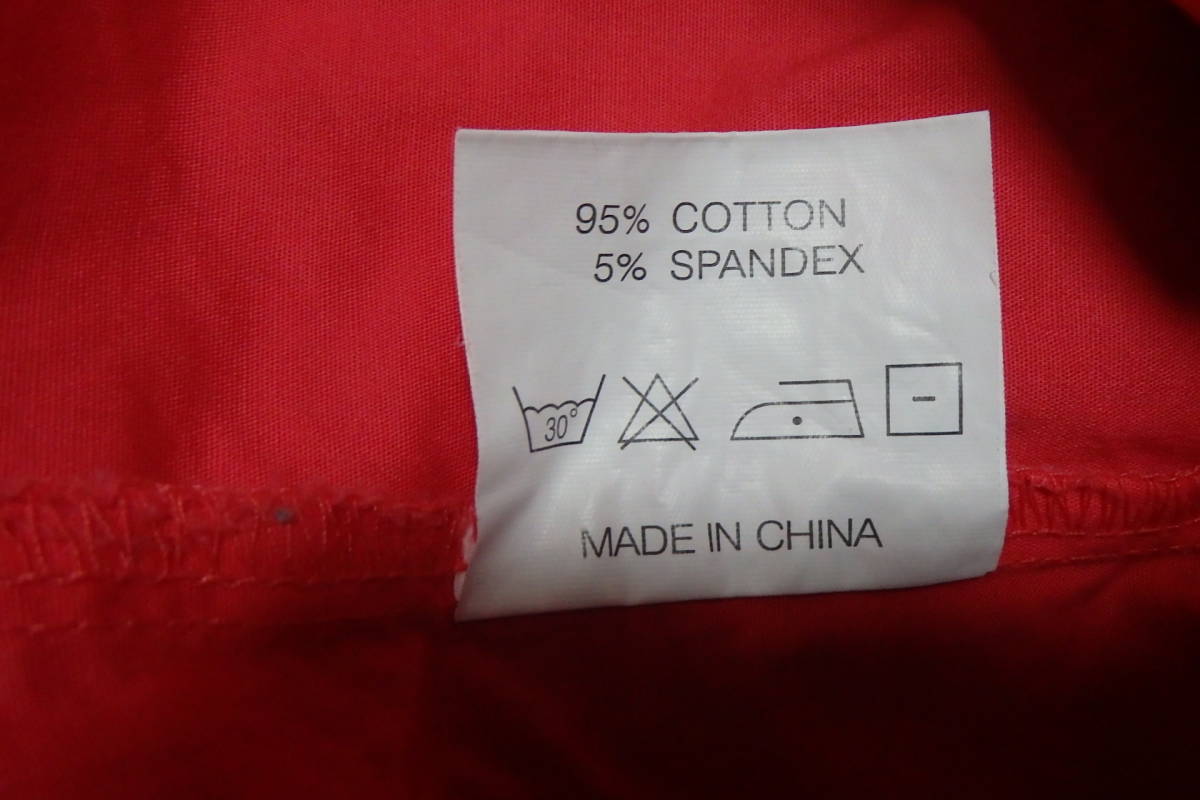 95% COTTON
5% SPANDEX
30°
MADE IN CHINA